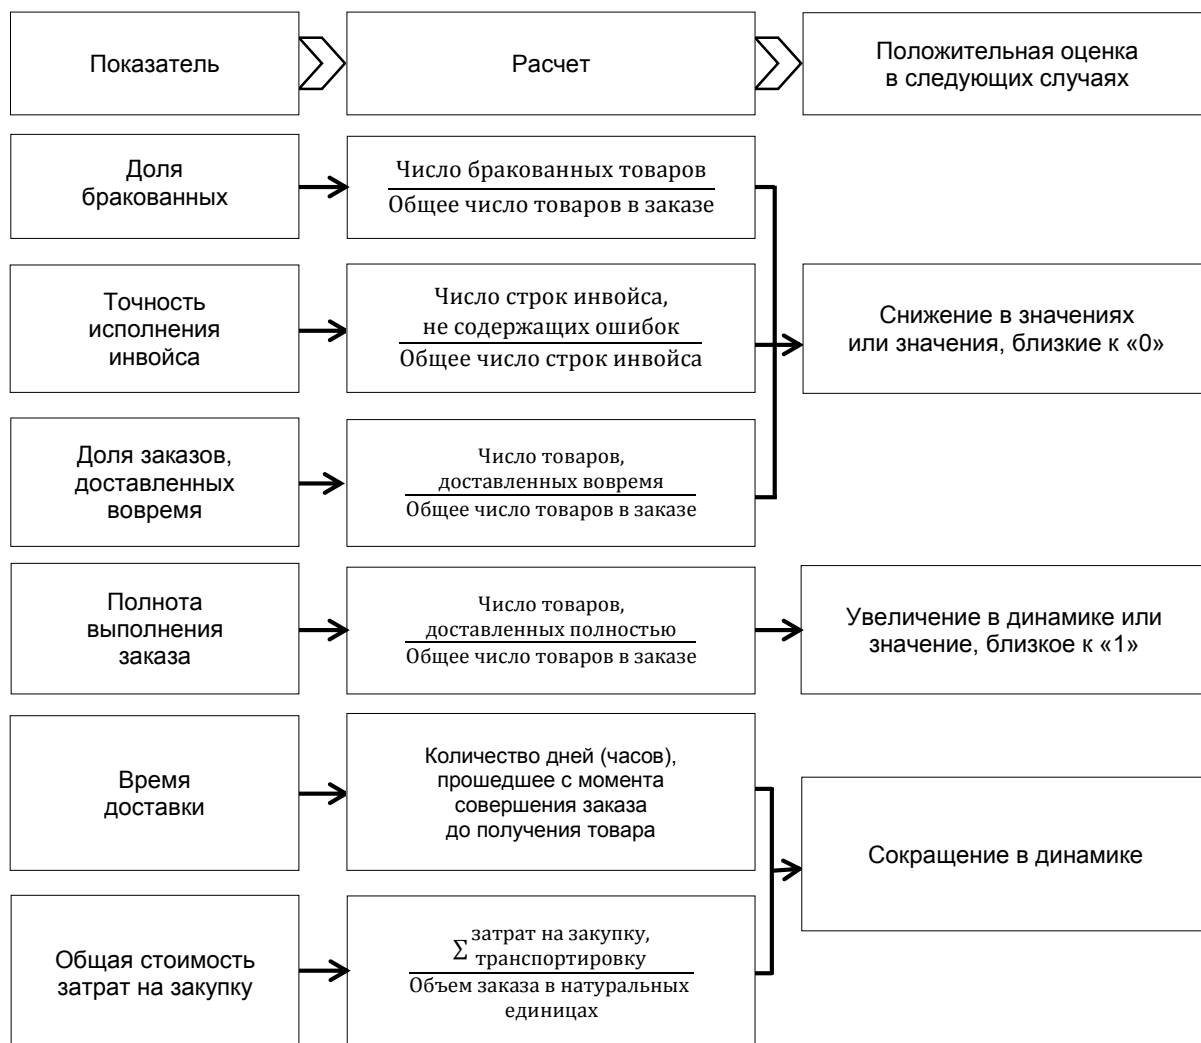 Показатель
Расчет
Положительная оценка
в следующих случаях
Доля
бракованных
Число бракованных товаров
Общее число товаров в заказе
Точность
исполнения
инвойса
Число строк инвойса,
не содержащих ошибок
Общее число строк инвойса
Снижение в значениях
или значения, близкие к «0»
Доля заказов,
доставленных
вовремя
Число товаров,
доставленных вовремя
Общее число товаров в заказе
Полнота
выполнения
заказа
Число товаров,
доставленных полностью
Общее число товаров в заказе
Увеличение в динамике или
значение, близкое к «1»
Время
доставки
Количество дней (часов),
прошедшее с момента
совершения заказа
до получения товара
Сокращение в динамике
Общая стоимость
затрат на закупку
∑ затрат на закупку,
транспортировку
Объем заказа в натуральных
единицах